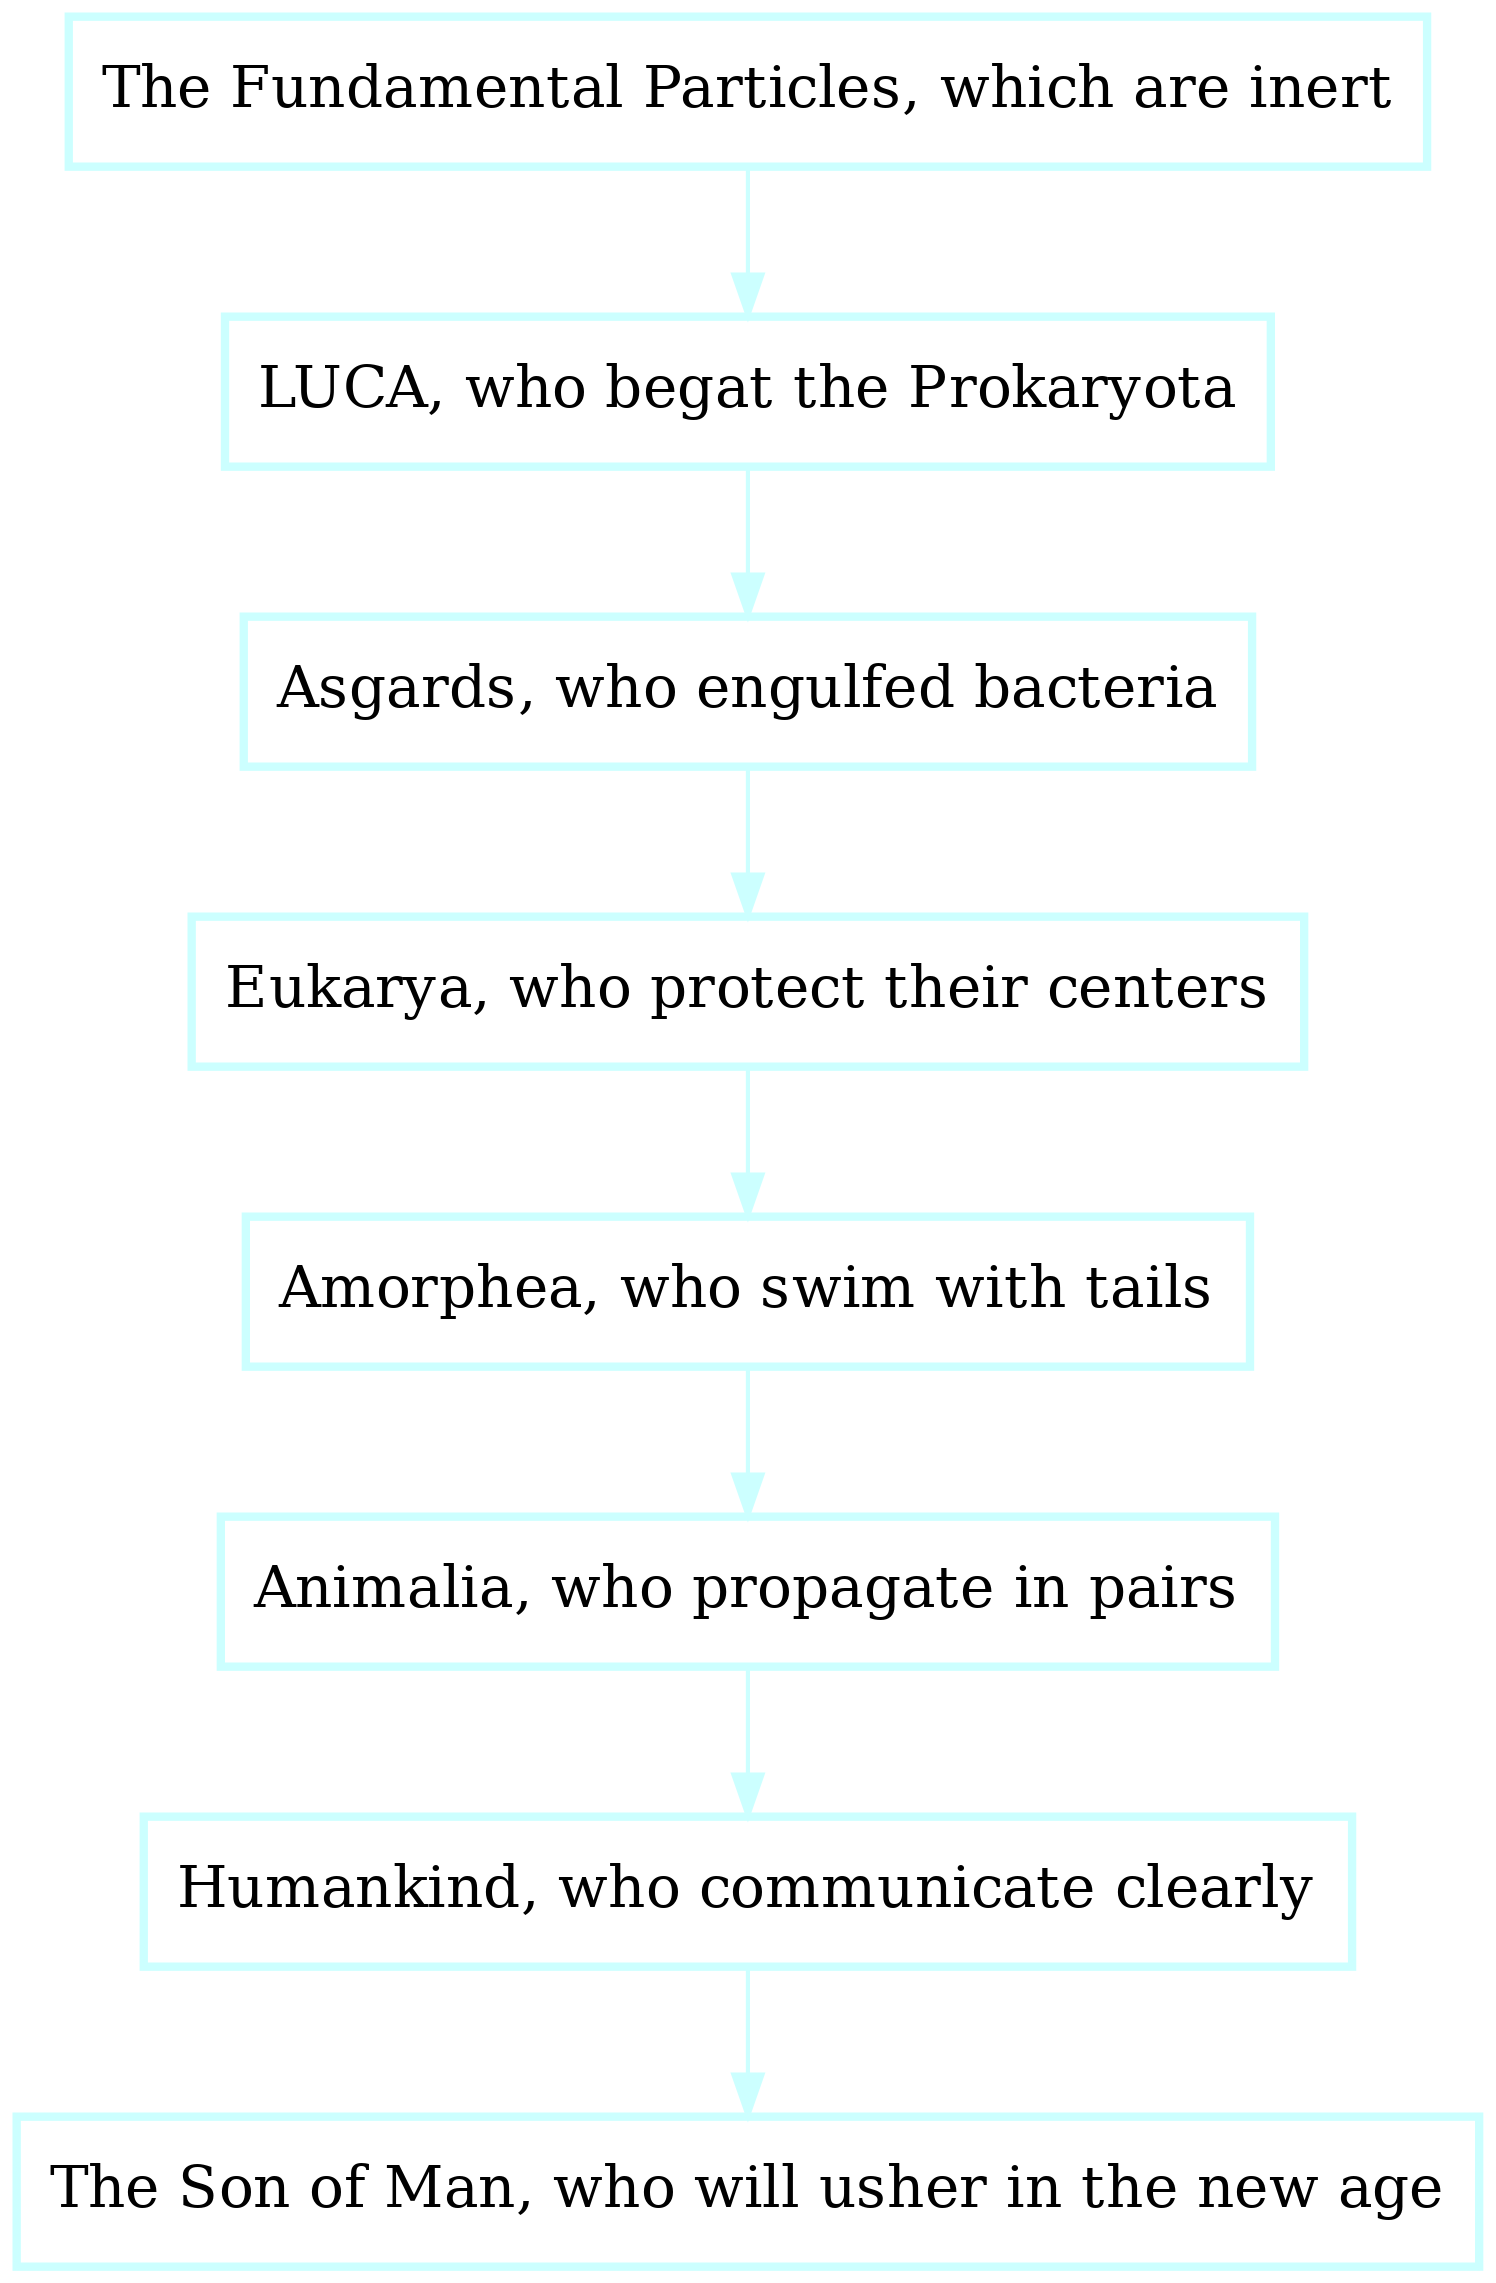 The Fundamental Particles, which are inert
LUCA, who begat the Prokaryota
Asgards, who engulfed bacteria
Eukarya, who protect their centers
Amorphea, who swim with tails
Animalia, who propagate in pairs
Humankind, who communicate clearly
The Son of Man, who will usher in the new age